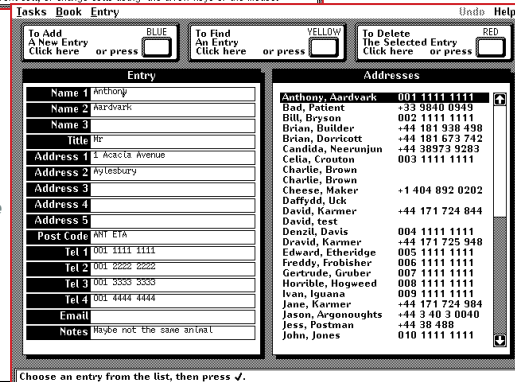 Tasks Book Entry Undo Help
To Add BLUE
A New Entry
Click here or press
To Find YELLOW
An Entry
Click here or press
To Delete RED
The Selected Entry
Click here or press
Entry
Name 1 Anthony
Name 2 Aardvark
Name 3
Title Mr
Address 1 1 Acacia Avenue
Address 2 Aylesbury
Address 3
Address 4
Address 5
Post Code ANT ETA
Tel 1 001 1111 1111
Tel 2 001 2222 2222
Tel 3 001 3333 3333
Tel 4 001 4444 4444
Email
Notes Maybe not the same animal
Addresses
Anthony, Aardvark 001 1111 1111
Bad, Patient +33 9840 0949
Bill, Bryson 002 1111 1111
Brian, Builder +44 181 938 498
Brian, Dorricott +44 181 673 742
Candida, Neerunjun +44 38973 9283
Celia, Crouton 003 1111 1111
Charlie, Brown
Charlie, Brown
Cheese, Maker +1 404 892 0202
Daffydd, Uck
David, Karmer +44 171 724 844
David, test
Denzil, Davis 004 1111 1111
Dravid, Karmer +44 171 725 948
Edward, Etheridge 005 1111 1111
Freddy, Frobisher 006 1111 1111
Gertrude, Gruber 007 1111 1111
Horrible, Hogweed 008 1111 1111
Ivan, Iguana 009 1111 1111
Jane, Karmer +44 171 724 984
Jason, Argonoughts +44 3 40 3 0040
Jess, Postman +44 38 488
John, Jones 010 1111 1111
Choose an entry from the list, then press ✓.